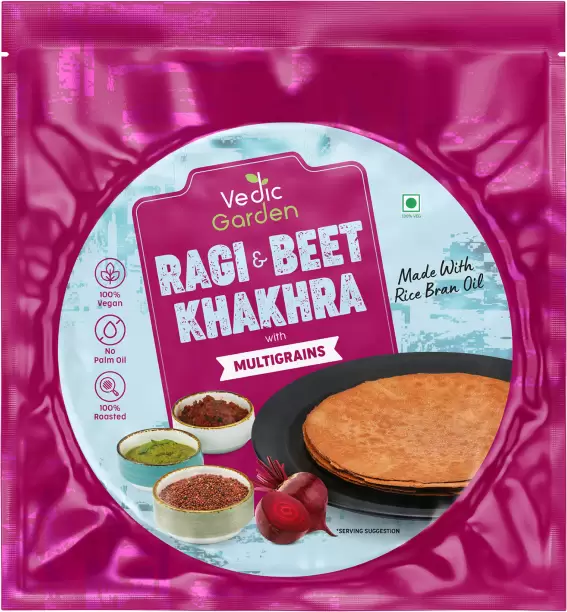 Vedic
Garden
RAGI & BEET
KHAKHRA
with
MULTIGRAINS
100% VEG
Made With
Rice Bran Oil
100%
Vegan
No
Palm Oil
100%
Roasted
*SERVING SUGGESTION